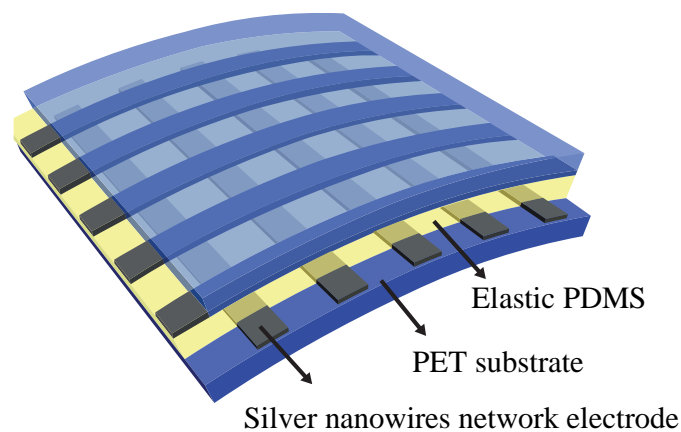 Elastic PDMS
PET substrate
Silver nanowires network electrode